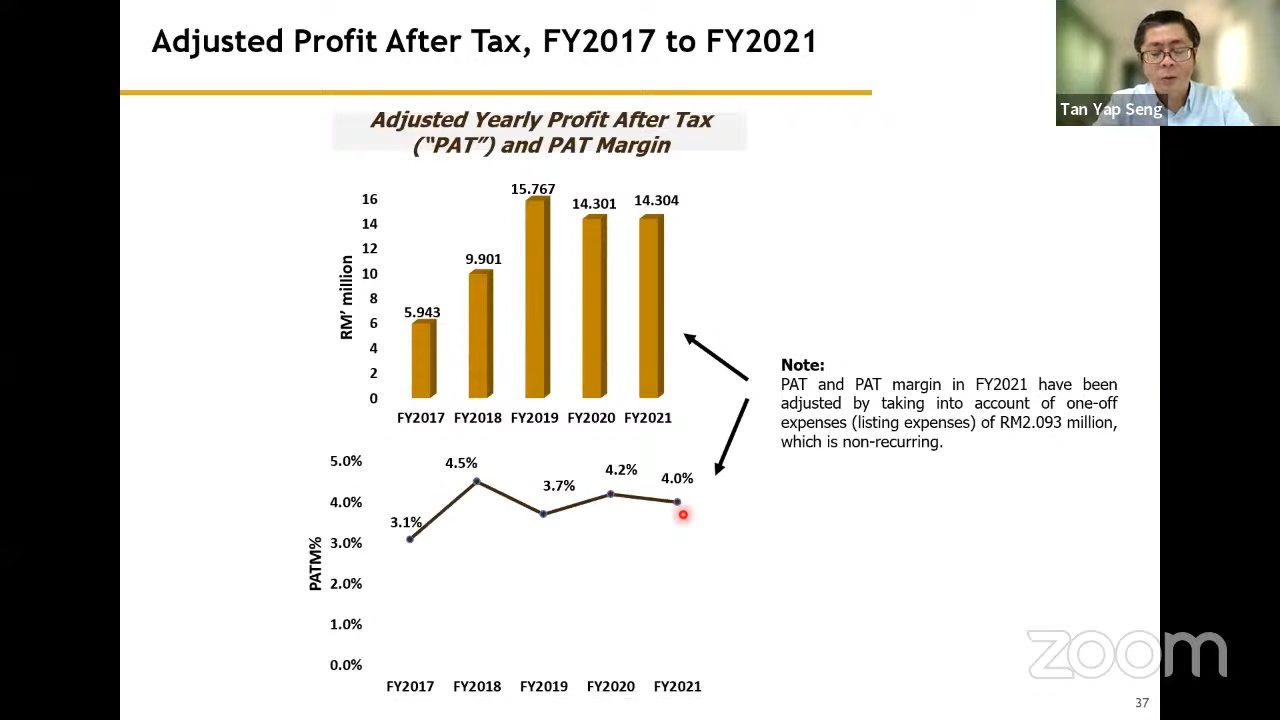 Adjusted Profit After Tax, FY2017 to FY2021
Tan Yap Seng
Adjusted Yearly Profit After Tax
(“PAT”) and PAT Margin
RM’ million
16
14
12
10
8
6
4
2
0
5.943
9.901
15.767
14.301
14.304
FY2017 FY2018 FY2019 FY2020 FY2021
Note:
PAT and PAT margin in FY2021 have been
adjusted by taking into account of one-off
expenses (listing expenses) of RM2.093 million,
which is non-recurring.
PATM%
5.0%
4.0%
3.0%
2.0%
1.0%
0.0%
3.1%
4.5%
3.7%
4.2%
4.0%
FY2017 FY2018 FY2019 FY2020 FY2021
zoom
37